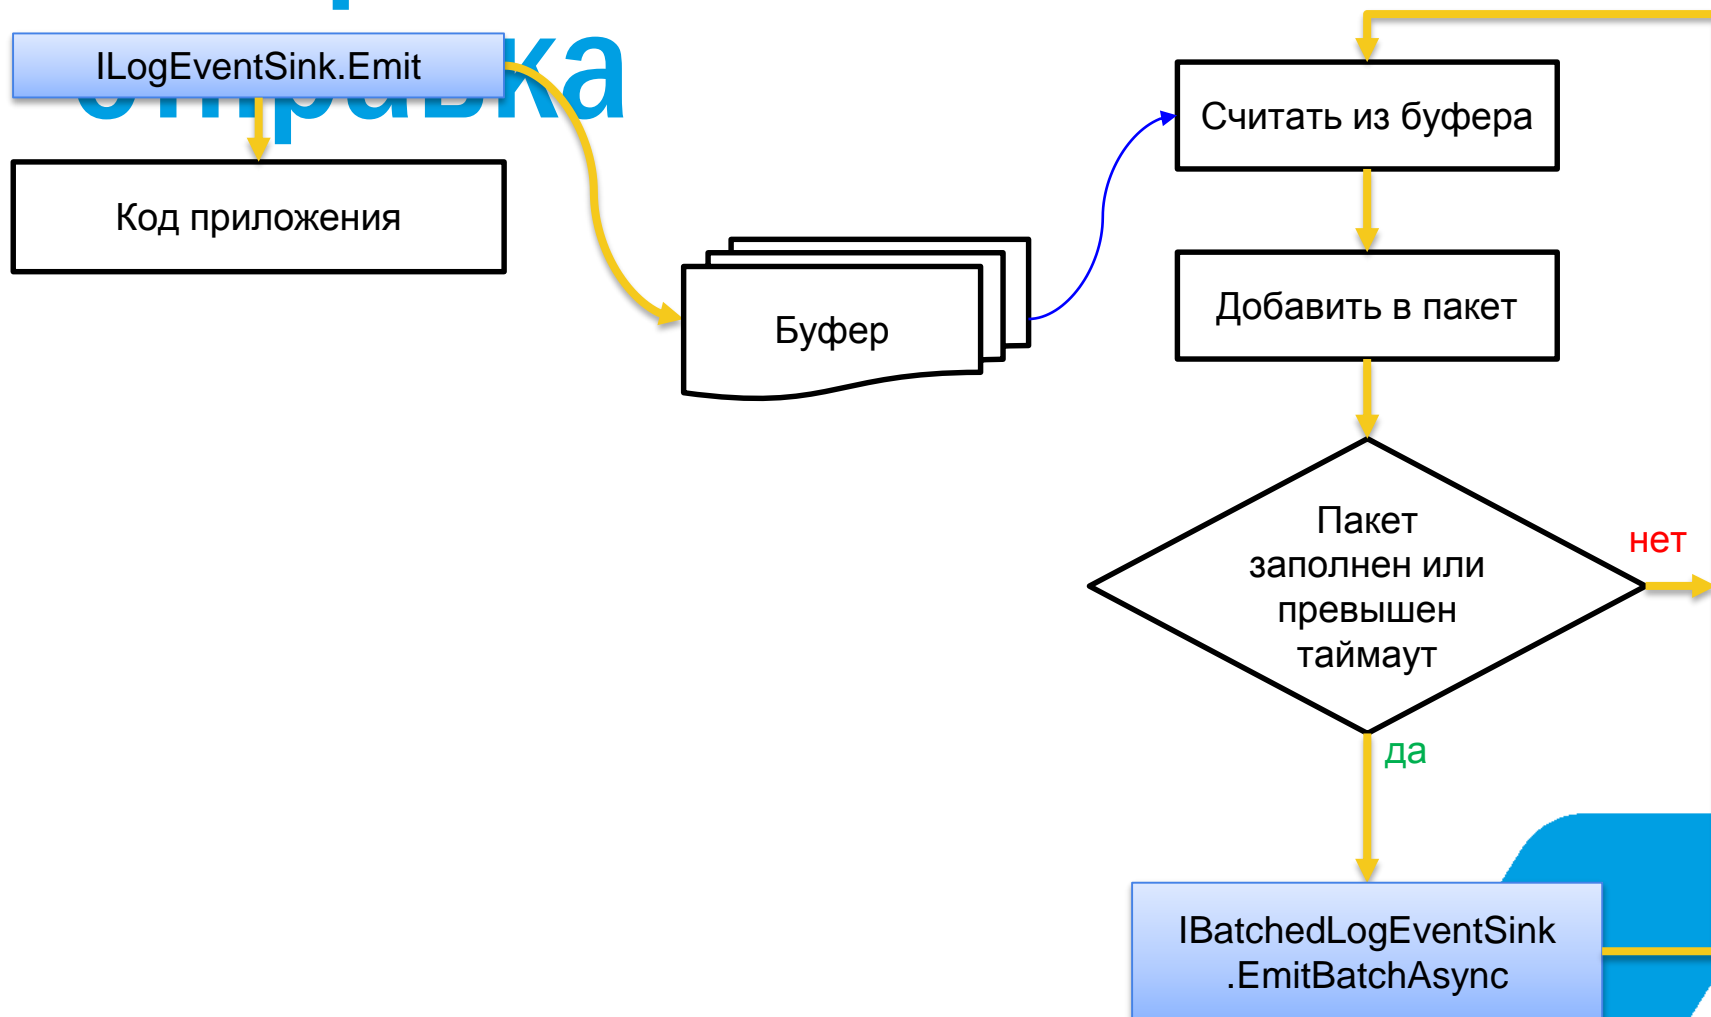 ILogEventSink.Emit
Код приложения
Буфер
Считать из буфера
Добавить в пакет
Пакет
заполнен или
превышен
таймаут
нет
да
IBatchedLogEventSink
.EmitBatchAsync